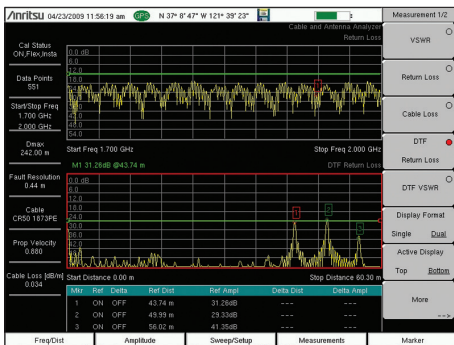 Anritsu 04/23/2009 11:56:19 am GPS N 37° 8' 47" W 121° 39' 23"
Measurement 1/2
Cable and Antenna Analyzer
Return Loss
Cal Status
ON,Flex,Insta
Data Points
551
Start/Stop Freq
1.700 GHz
2.000 GHz
Dmax
242.00 m
Fault Resolution
0.44 m
Cable
CR50 1873PE
Prop Velocity
0.880
Cable Loss [dB/m]
0.034
0.0 dB
6.0
12.0
48.0
54.0
1
Start Freq 1.700 GHz
Stop Freq 2.000 GHz
M1 31.26dB @43.74 m
DTF Return Loss
0.0 dB
6.0
12.0
18.0
24.0
36.0
42.0
1
2
3
Start Distance 0.00 m
Stop Distance 60.30 m
Mkr Ref Delta Ref Dist Ref Ampl Delta Dist Delta Ampl
1 ON OFF 43.74 m 31.26dB --- ---
2 ON OFF 49.99 m 29.33dB --- ---
3 ON OFF 56.02 m 41.35dB --- ---
VSWR
Return Loss
Cable Loss
DTF
Return Loss
DTF VSWR
Display Format
Single Dual
Active Display
Top Bottom
More
-->
Freq/Dist
Amplitude
Sweep/Setup
Measurements
Marker